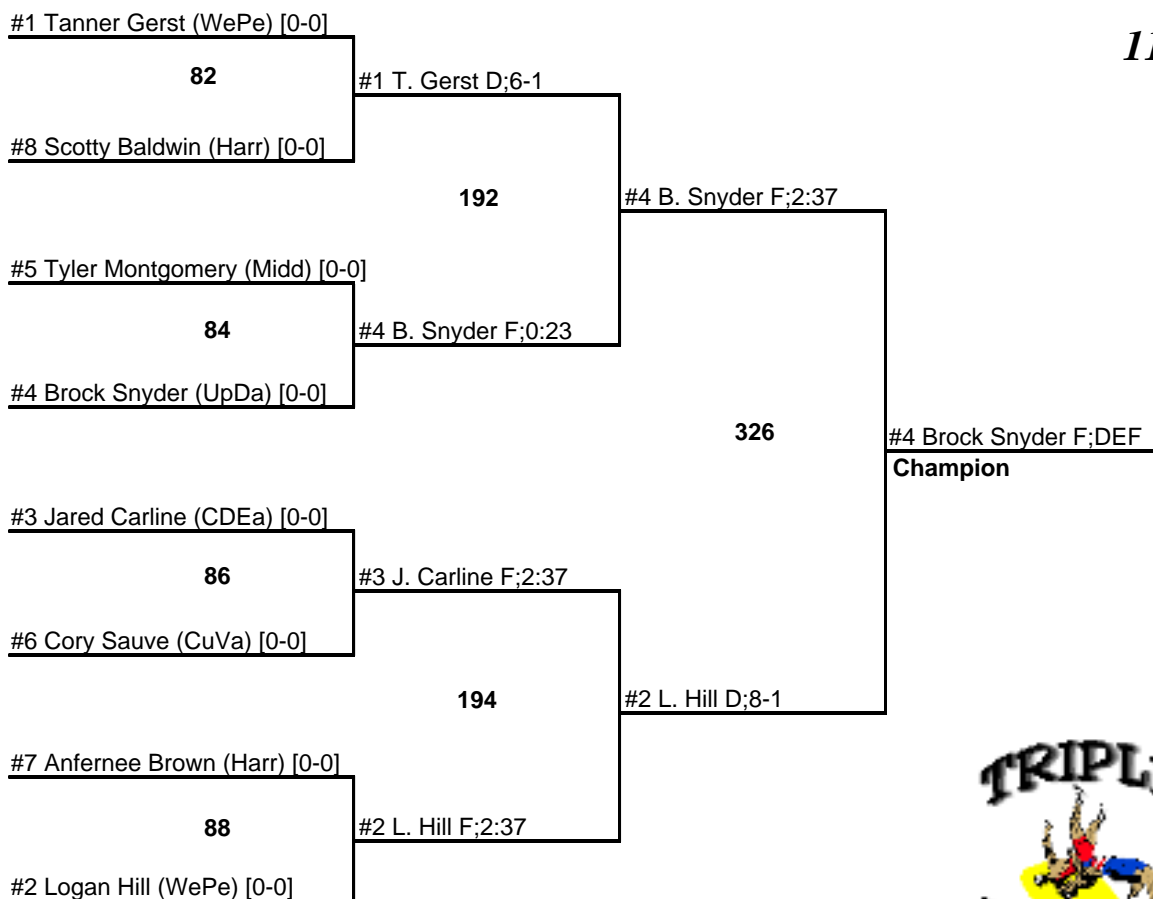 #1 Tanner Gerst (WePe) [0-0]
82
#1 T. Gerst D;6-1
#8 Scotty Baldwin (Harr) [0-0]
192
#4 B. Snyder F;2:37
#5 Tyler Montgomery (Midd) [0-0]
84
#4 B. Snyder F;0:23
#4 Brock Snyder (UpDa) [0-0]
326
#4 Brock Snyder F;DEF
Champion
#3 Jared Carline (CDEa) [0-0]
86
#3 J. Carline F;2:37
#6 Cory Sauve (CuVa) [0-0]
194
#2 L. Hill D;8-1
#7 Anfernee Brown (Harr) [0-0]
88
#2 L. Hill F;2:37
#2 Logan Hill (WePe) [0-0]
TRIPL